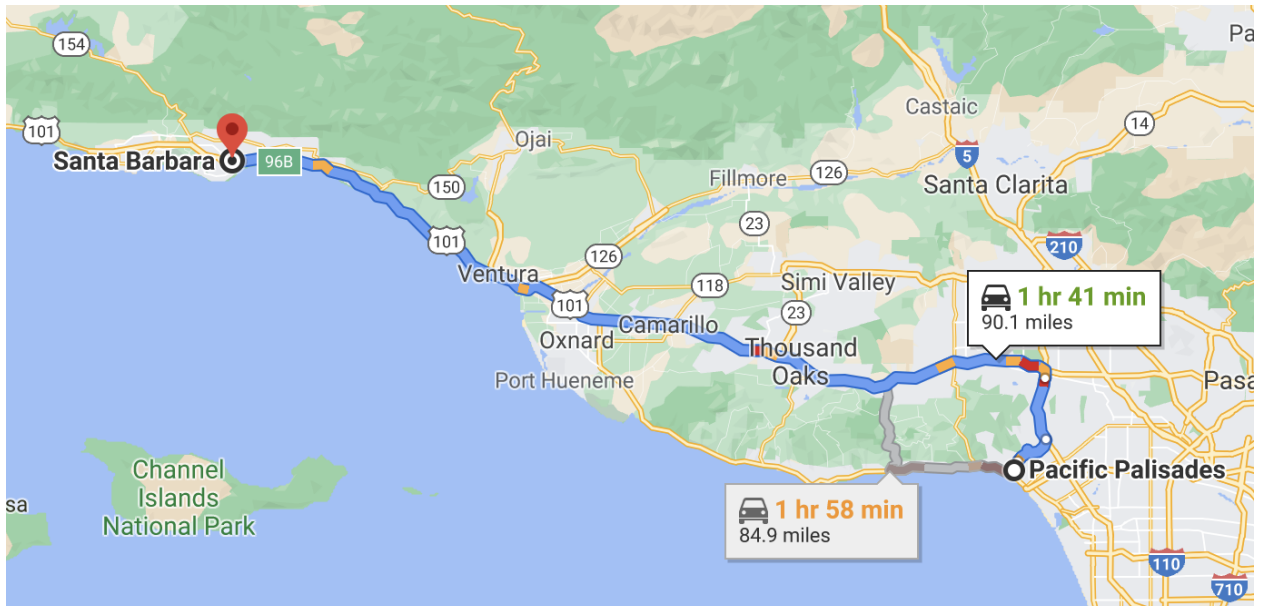 154
Pa
101
Castaic
14
Ojai
5
Santa Barbara
96B
Fillmore
126
Santa Clarita
150
23
101
210
126
Ventura
118
Simi Valley
1 hr 41 min
90.1 miles
101
23
Camarillo
Oxnard
Thousand
Oaks
Port Hueneme
Pasa
Channel
Islands
National Park
Pacific Palisades
sa
1 hr 58 min
84.9 miles
110
710